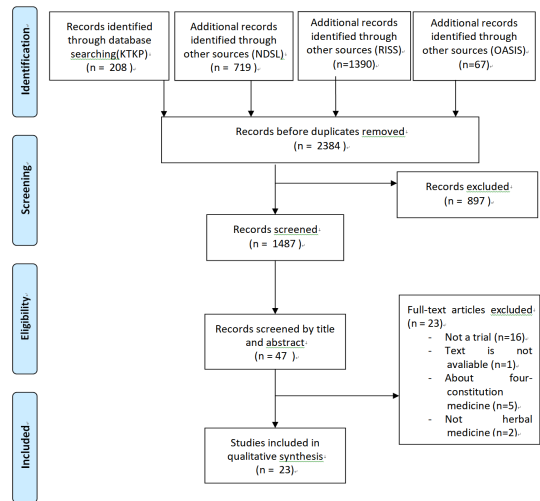 Identification
Records identified
through database
searching(KTKP)
(n = 208 )
Additional records
identified through
other sources (NDSL)
(n = 719 )
Additional records
identified through
other sources (RISS)
(n=1390)
Additional records
identified through
other sources (OASIS)
(n=67)
Records before duplicates removed
(n = 2384 )
Screening
Records excluded
(n = 897 )
Records screened
(n = 1487 )
Eligibility
Records screened by title
and abstract
(n = 47 )
Full-text articles excluded
(n = 23)
- Not a trial (n=16)
- Text is not
avaliable (n=1)
- About four-
constitution
medicine (n=5)
- Not herbal
medicine (n=2)
Included
Studies included in
qualitative synthesis
(n = 23)